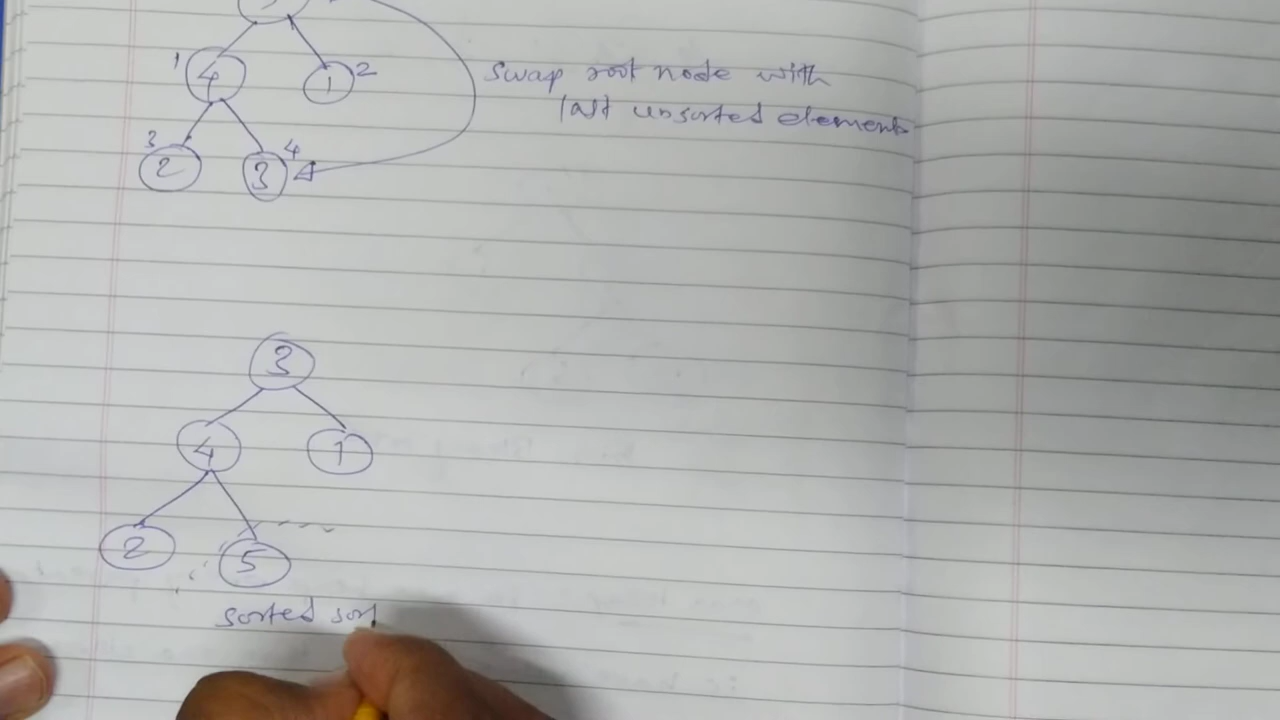 1 4 1 2
swap root node with
last unsorted element
3 2 3 4
3
4 1
2 5
sorted